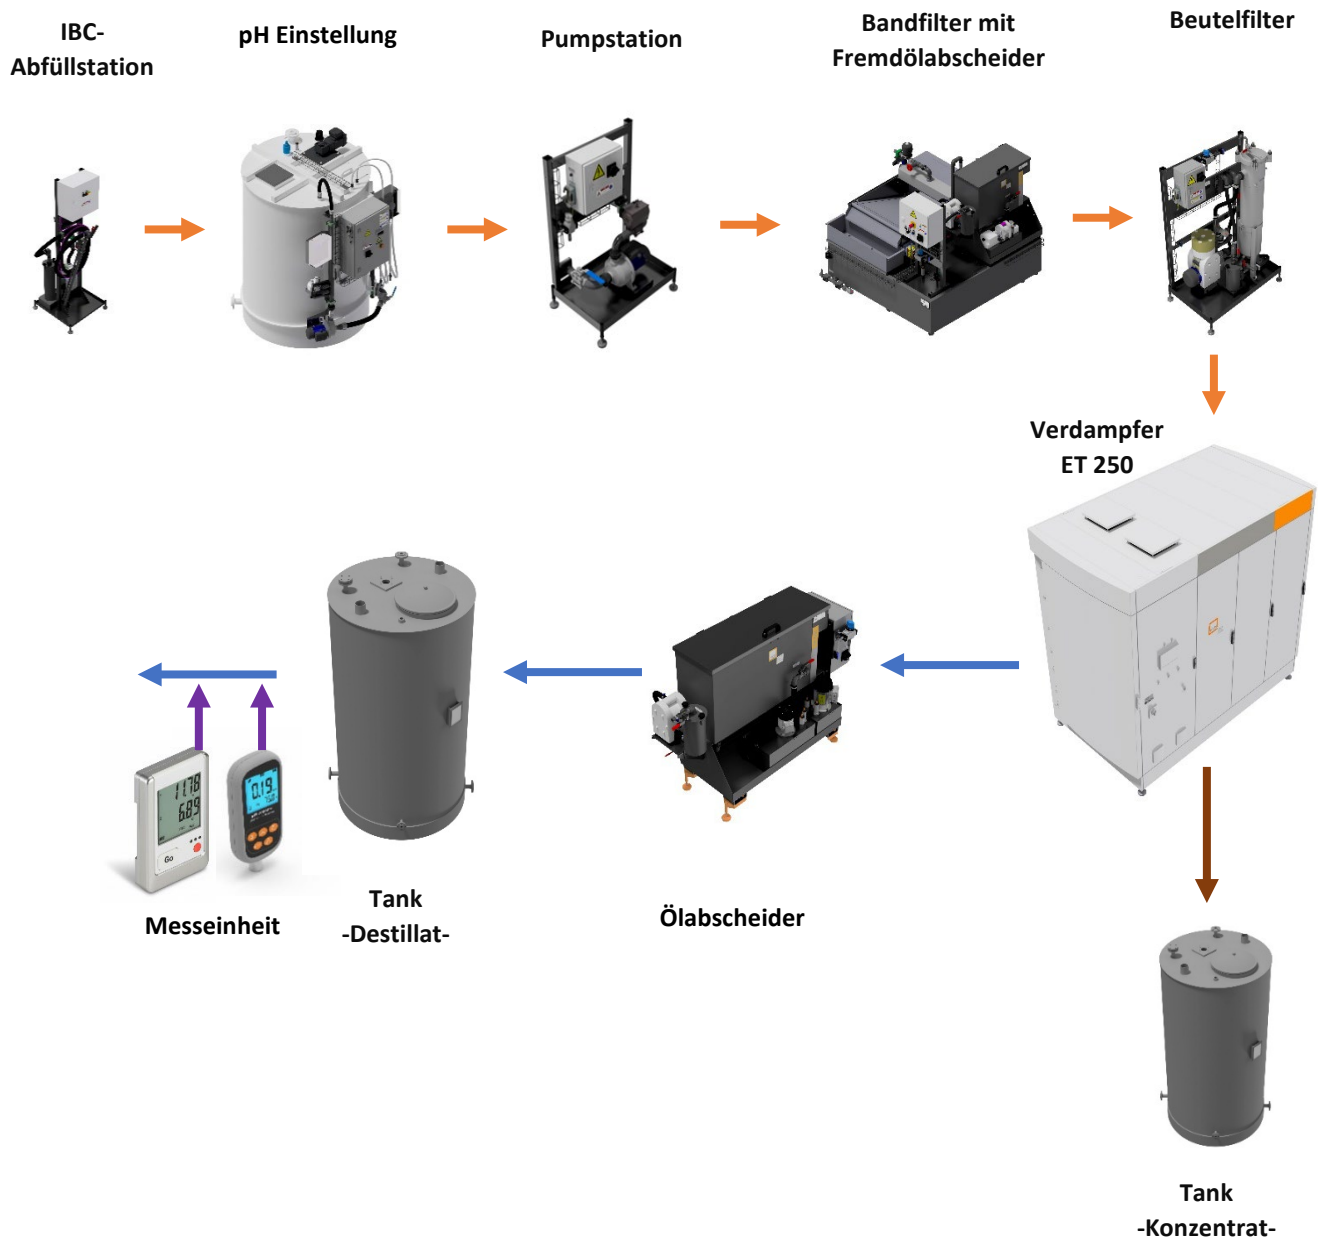 IBC-
Abfüllstation
pH Einstellung
Pumpstation
Bandfilter mit
Fremdölabscheider
Beutelfilter
Verdampfer
ET 250
11.78
6.89
Go
0.19
Messeinheit
Tank
-Destillat-
Ölabscheider
Tank
-Konzentrat-